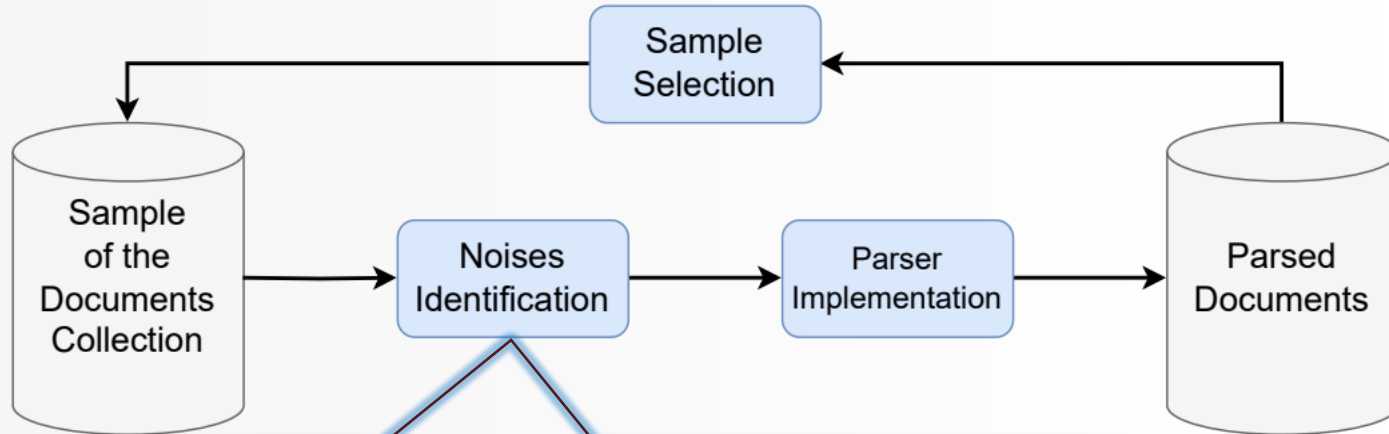 Sample
Selection
Sample
of the
Documents
Collection
Noises
Identification
Parser
Implementation
Parsed
Documents